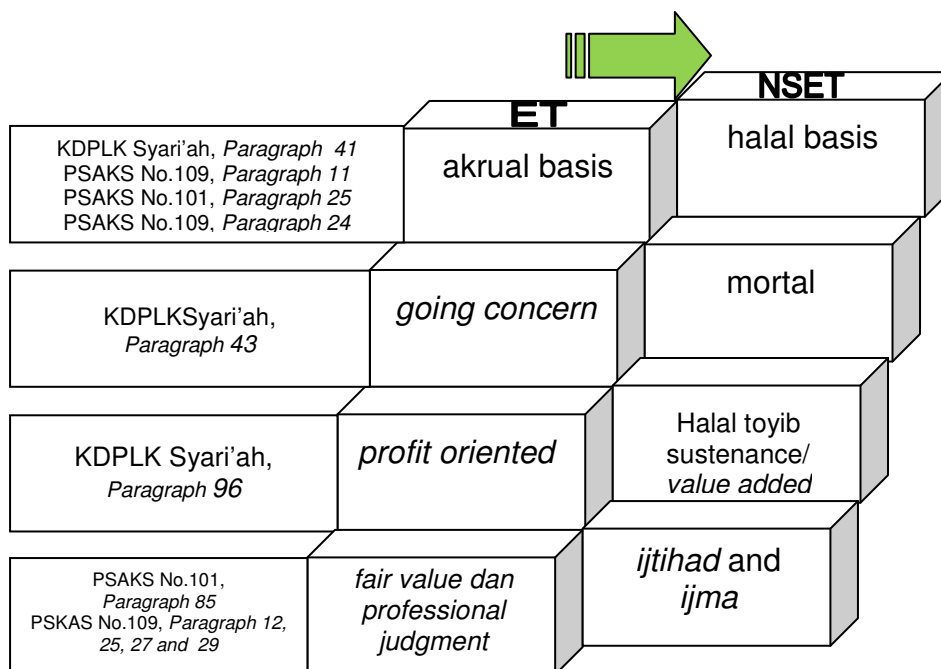 ET
NSET
KDPLK Syari'ah, Paragraph 41
PSAKS No.109, Paragraph 11
PSAKS No.101, Paragraph 25
PSAKS No.109, Paragraph 24
akrual basis
halal basis
KDPLKSyari'ah,
Paragraph 43
going concern
mortal
KDPLK Syari'ah,
Paragraph 96
profit oriented
Halal toyib
sustenance/
value added
PSAKS No.101,
Paragraph 85
PSKAS No.109, Paragraph 12,
25, 27 and 29
fair value dan
professional
judgment
ijtihad and
ijma